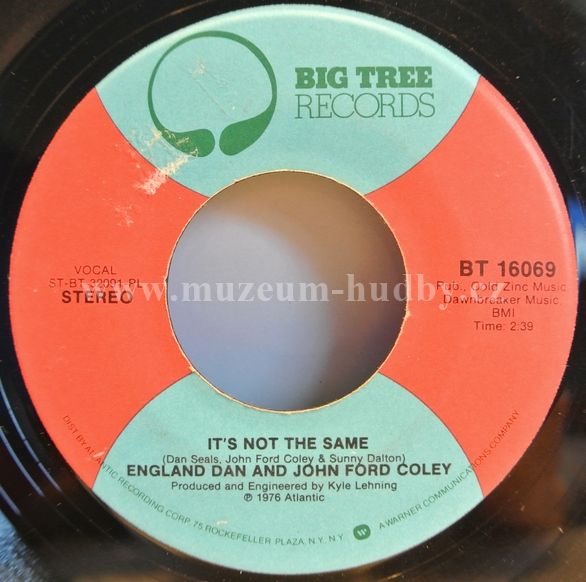 BIG TREE
RECORDS
VOCAL
ST-BT-32091-PL
STEREO
BT 16069
Pub., Cold Zinc Music
Dawnbreaker Music,
BMI
Time: 2:39
www.muzeum-hudby.cz
IT'S NOT THE SAME
(Dan Seals, John Ford Coley & Sunny Dalton)
ENGLAND DAN AND JOHN FORD COLEY
Produced and Engineered by Kyle Lehning
℗ 1976 Atlantic
DIST BY ATLANTIC RECORDING CORP. 75 ROCKEFELLER PLAZA, N.Y. N.Y. A WARNER COMMUNICATIONS COMPANY